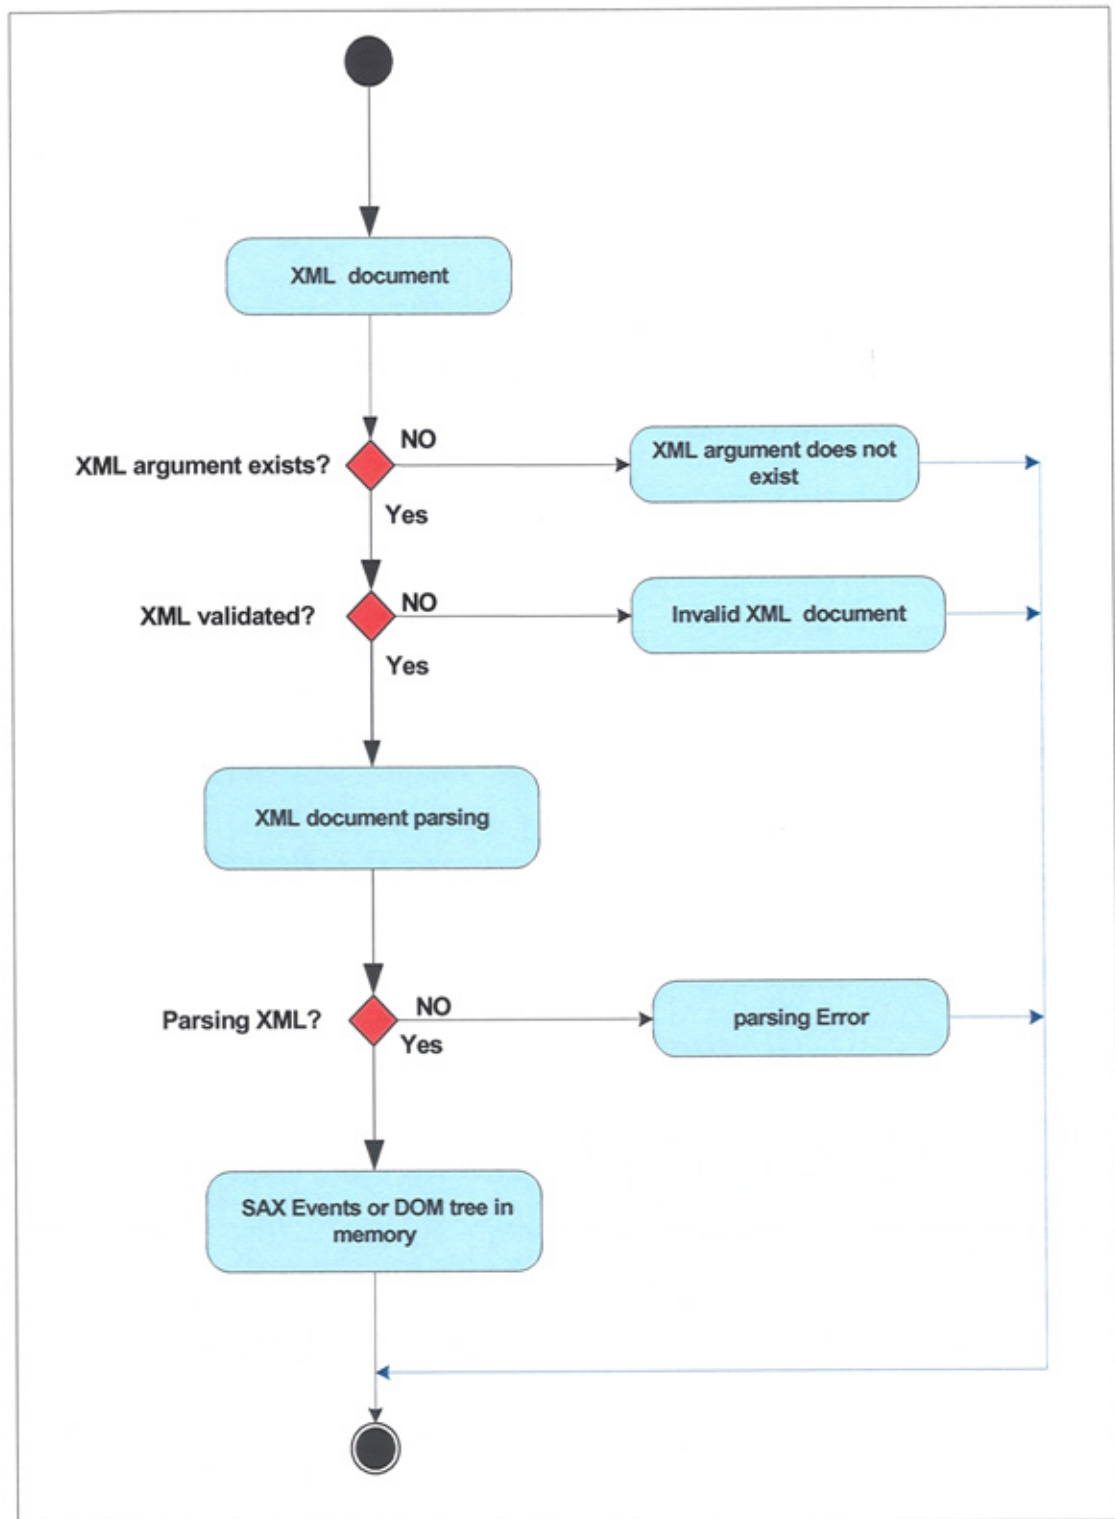 XML document
NO
XML argument exists?
XML argument does not
exist
Yes
NO
XML validated?
Invalid XML document
Yes
XML document parsing
NO
Parsing XML?
parsing Error
Yes
SAX Events or DOM tree in
memory